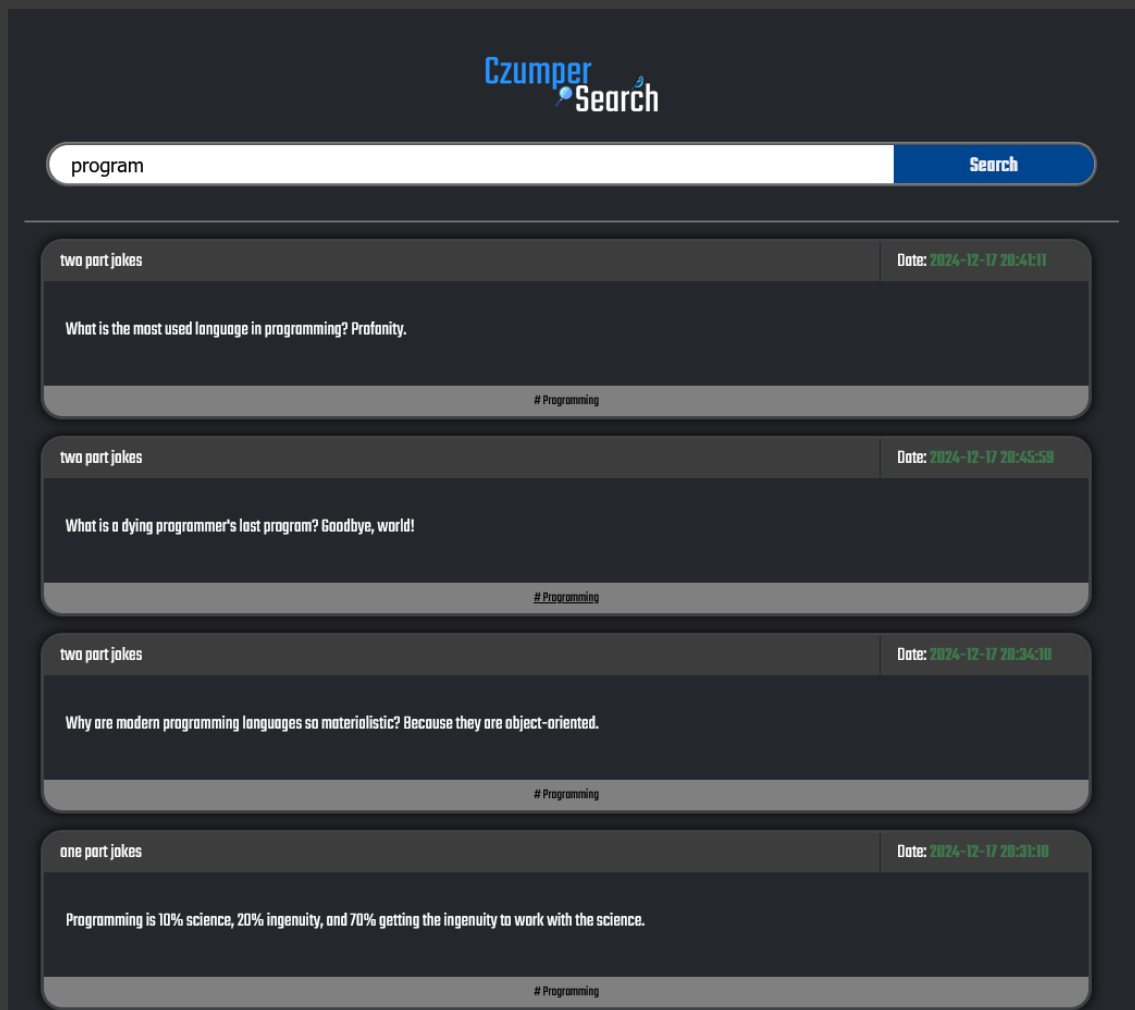 Czumper
Search
program
Search
two part jokes
Date: 2024-12-17 20:41:11
What is the most used language in programming? Profanity.
# Programming
two part jokes
Date: 2024-12-17 20:45:59
What is a dying programmer's last program? Goodbye, world!
# Programming
two part jokes
Date: 2024-12-17 20:34:10
Why are modern programming languages so materialistic? Because they are object-oriented.
# Programming
one part jokes
Date: 2024-12-17 20:31:10
Programming is 10% science, 20% ingenuity, and 70% getting the ingenuity to work with the science.
# Programming